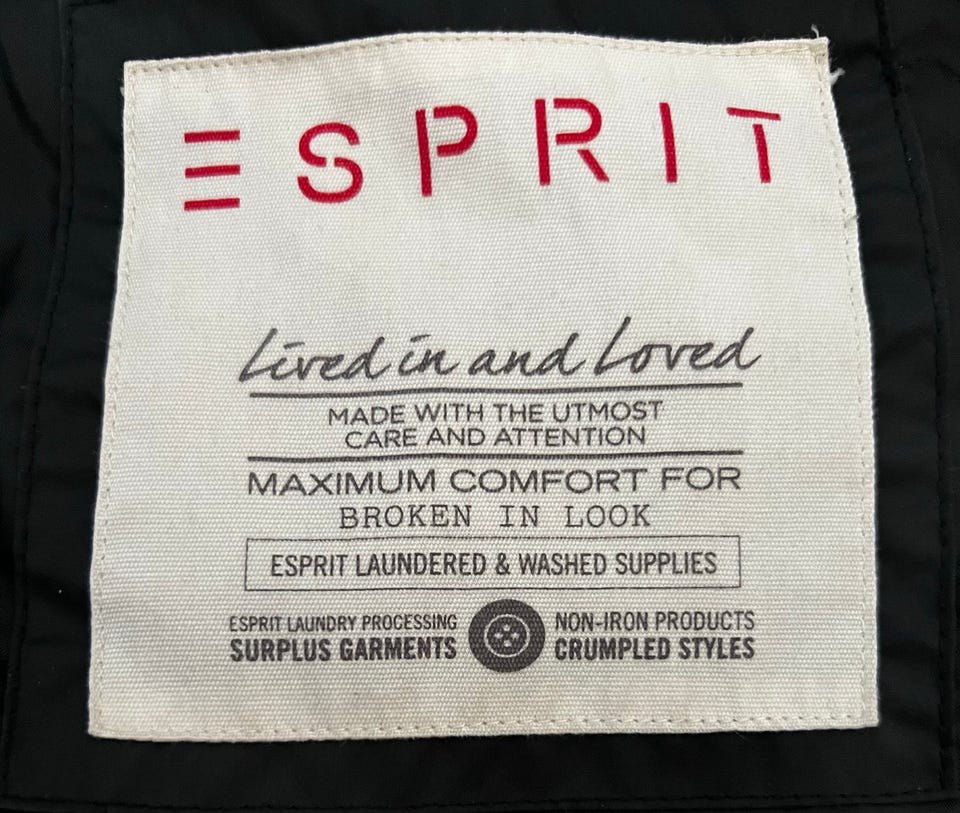 ESPRIT
Lived in and Loved
MADE WITH THE UTMOST
CARE AND ATTENTION
MAXIMUM COMFORT FOR
BROKEN IN LOOK
ESPRIT LAUNDERED & WASHED SUPPLIES
ESPRIT LAUNDRY PROCESSING
SURPLUS GARMENTS
NON-IRON PRODUCTS
CRUMPLED STYLES